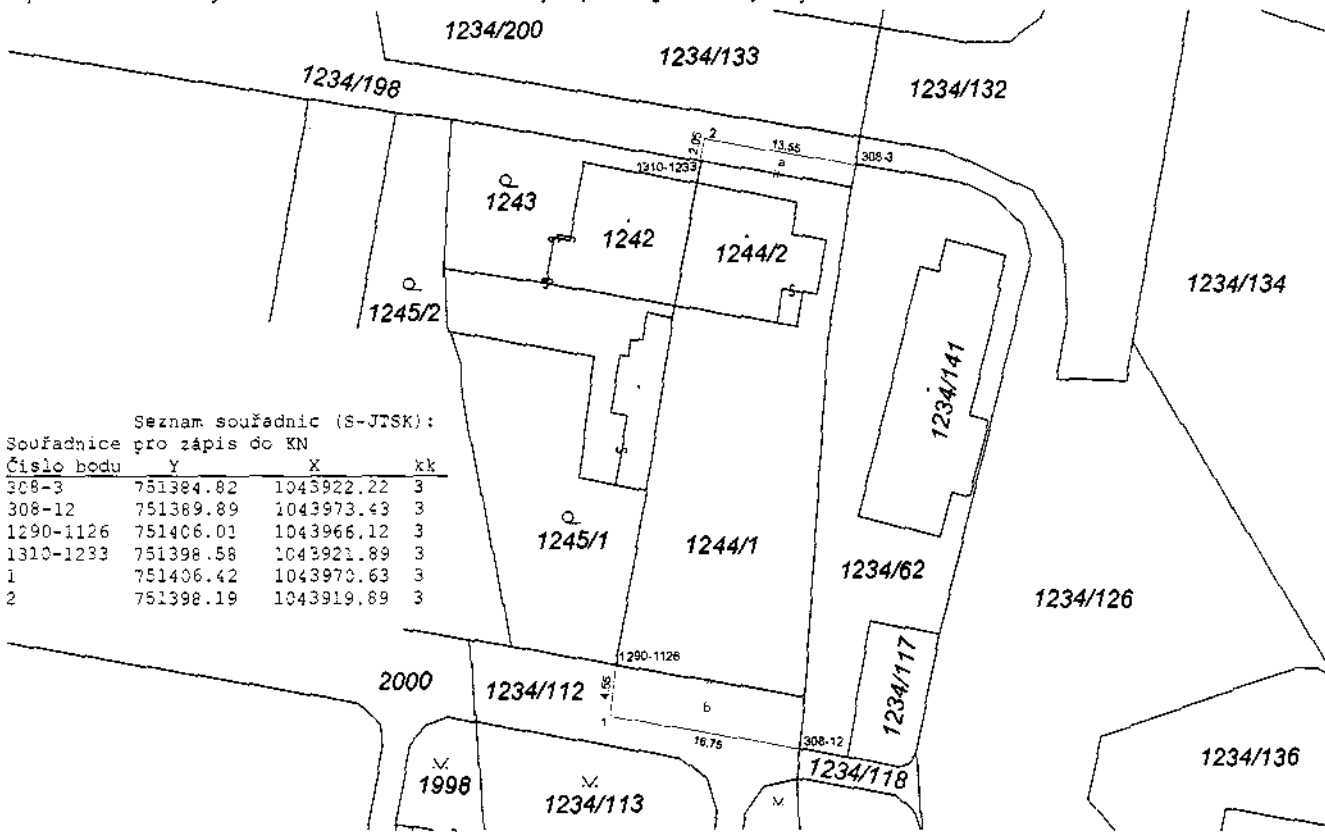 1234/200
1234/133
1234/198
1234/132
2
2.05
13.55
308-3
a
1310-1233
1243
1242
1244/2
1234/134
1245/2
1234/141
Seznam souřadnic (S-JTSK):
Souřadnice pro zápis do KN
Číslo bodu Y X kk
308-3 751384.82 1043922.22 3
308-12 751389.89 1043973.43 3
1290-1126 751406.01 1043966.12 3
1310-1233 751398.58 1043921.89 3
1 751406.42 1043970.63 3
2 751398.19 1043919.89 3
1245/1
1244/1
1234/62
1234/126
1290-1126
2000
1234/112
4.55
b
1234/117
1
16.75
308-12
1234/118
1234/136
1998
1234/113